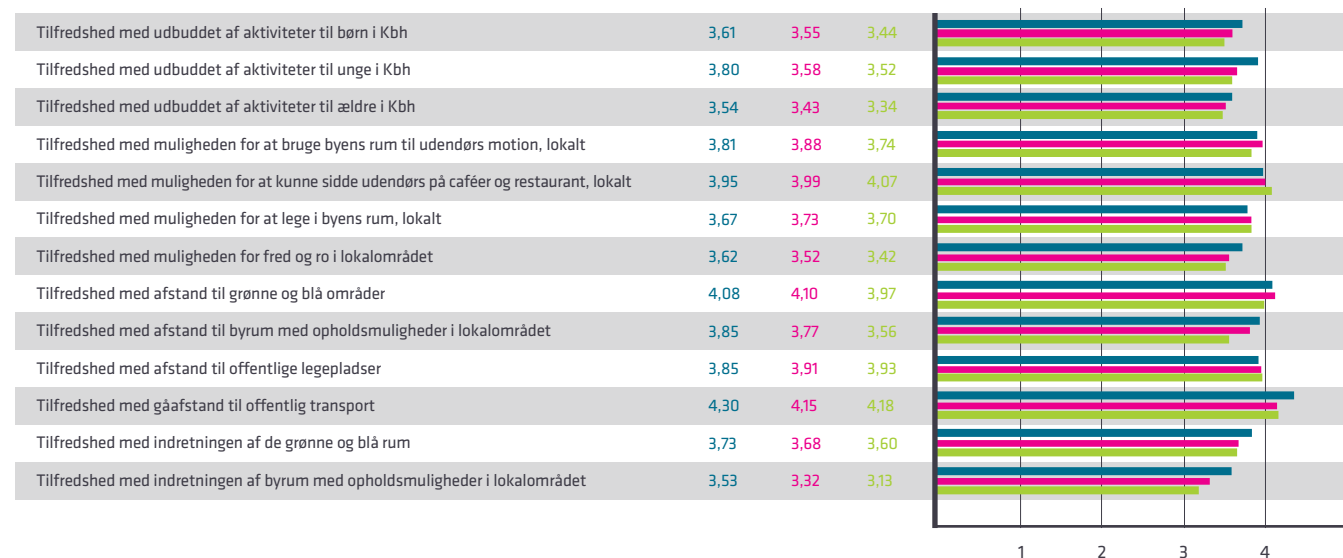 Tilfredshed med udbuddet af aktiviteter til børn i Kbh 3,61 3,55 3,44
Tilfredshed med udbuddet af aktiviteter til unge i Kbh 3,80 3,58 3,52
Tilfredshed med udbuddet af aktiviteter til ældre i Kbh 3,54 3,43 3,34
Tilfredshed med muligheden for at bruge byens rum til udendørs motion, lokalt 3,81 3,88 3,74
Tilfredshed med muligheden for at kunne sidde udendørs på caféer og restaurant, lokalt 3,95 3,99 4,07
Tilfredshed med muligheden for at lege i byens rum, lokalt 3,67 3,73 3,70
Tilfredshed med muligheden for fred og ro i lokalområdet 3,62 3,52 3,42
Tilfredshed med afstand til grønne og blå områder 4,08 4,10 3,97
Tilfredshed med afstand til byrum med opholdsmuligheder i lokalområdet 3,85 3,77 3,56
Tilfredshed med afstand til offentlige legepladser 3,85 3,91 3,93
Tilfredshed med gåafstand til offentlig transport 4,30 4,15 4,18
Tilfredshed med indretningen af de grønne og blå rum 3,73 3,68 3,60
Tilfredshed med indretningen af byrum med opholdsmuligheder i lokalområdet 3,53 3,32 3,13
1 2 3 4